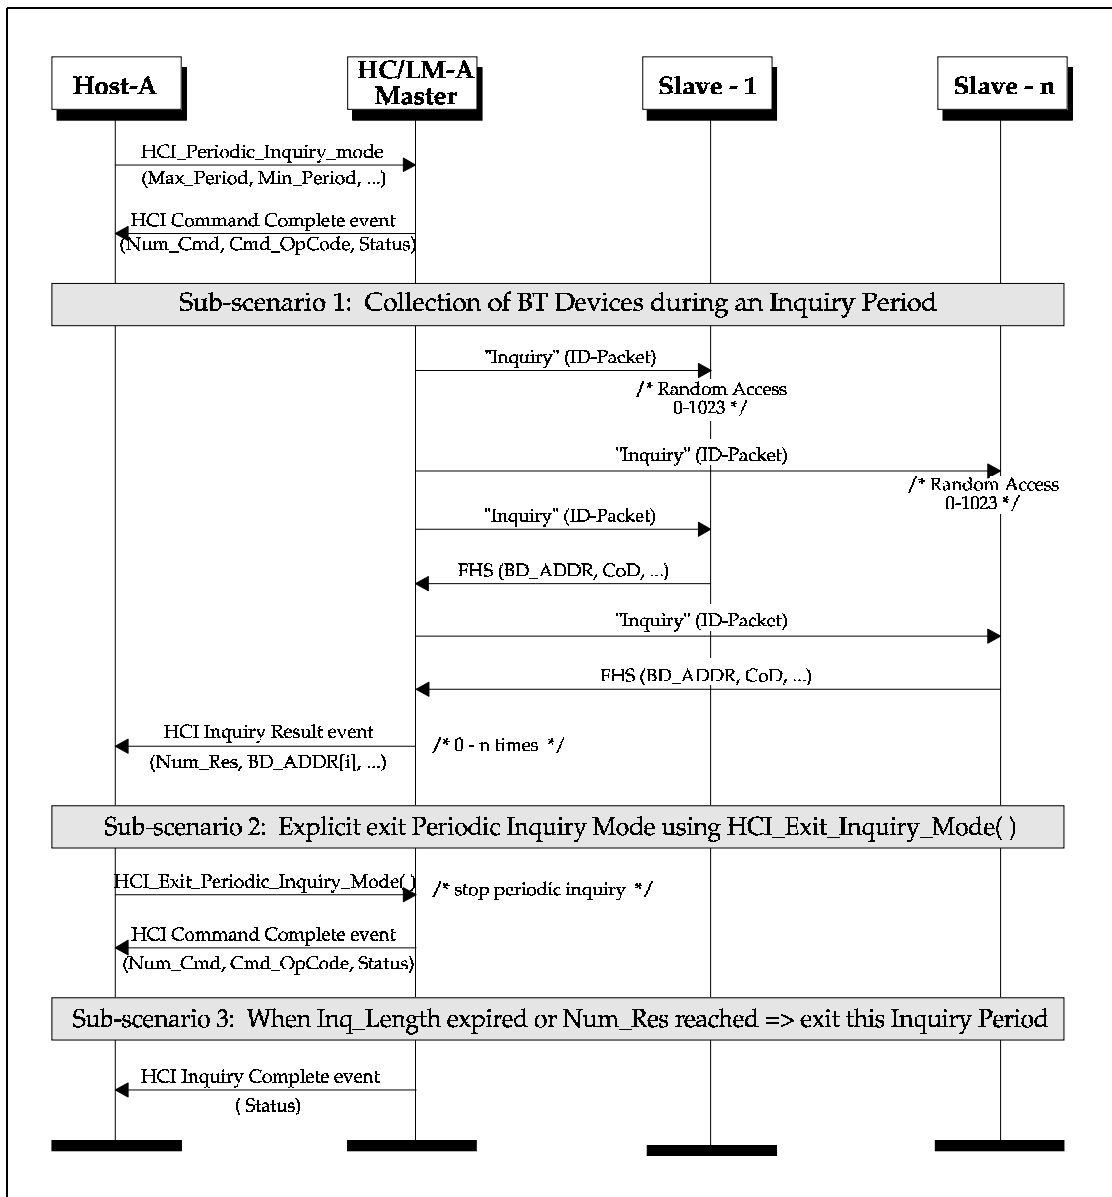 Host-A
HC/LM-A
Master
Slave - 1
Slave - n
HCI_Periodic_Inquiry_mode
(Max_Period, Min_Period, ...)
HCI Command Complete event
(Num_Cmd, Cmd_OpCode, Status)
Sub-scenario 1:  Collection of BT Devices during an Inquiry Period
"Inquiry" (ID-Packet)
/* Random Access
0-1023 */
"Inquiry" (ID-Packet)
/* Random Access
0-1023 */
"Inquiry" (ID-Packet)
FHS (BD_ADDR, CoD, ...)
"Inquiry" (ID-Packet)
FHS (BD_ADDR, CoD, ...)
HCI Inquiry Result event
(Num_Res, BD_ADDR[i], ...)
/* 0 - n times  */
Sub-scenario 2:  Explicit exit Periodic Inquiry Mode using HCI_Exit_Inquiry_Mode( )
HCI_Exit_Periodic_Inquiry_Mode( )
/* stop periodic inquiry  */
HCI Command Complete event
(Num_Cmd, Cmd_OpCode, Status)
Sub-scenario 3:  When Inq_Length expired or Num_Res reached => exit this Inquiry Period
HCI Inquiry Complete event
( Status)